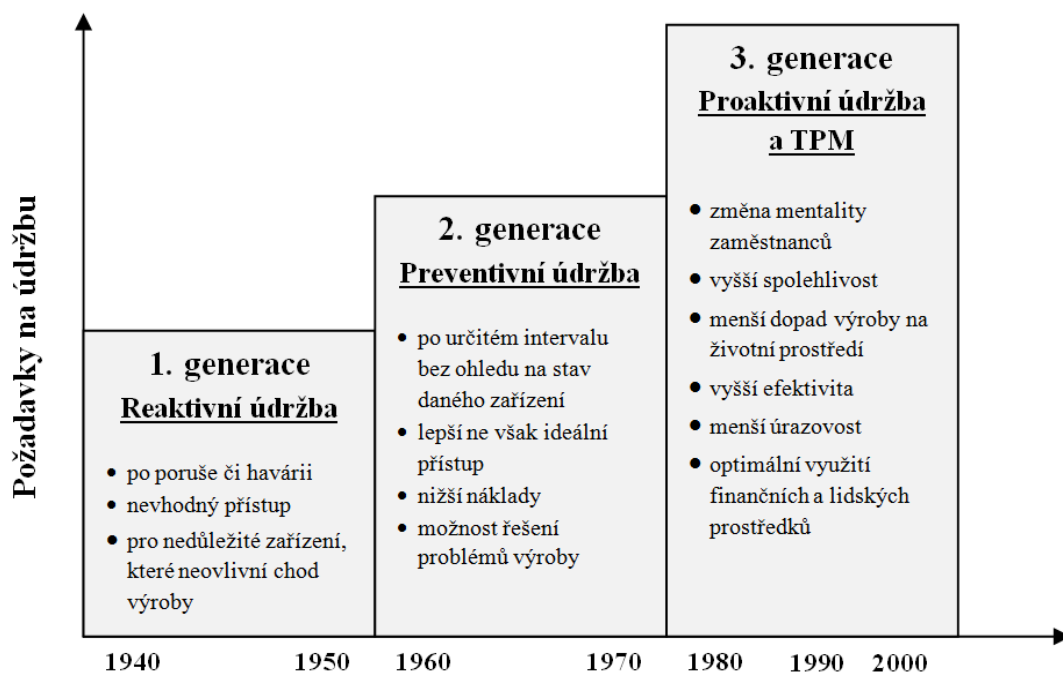 Požadavky na údržbu
1. generace
Reaktivní údržba
• po poruše či havárii
• nevhodný přístup
• pro nedůležité zařízení,
které neovlivní chod
výroby
2. generace
Preventivní údržba
• po určitém intervalu
bez ohledu na stav
daného zařízení
• lepší ne však ideální
přístup
• nižší náklady
• možnost řešení
problémů výroby
3. generace
Proaktivní údržba
a TPM
• změna mentality
zaměstnanců
• vyšší spolehlivost
• menší dopad výroby na
životní prostředí
• vyšší efektivita
• menší úrazovost
• optimální využití
finančních a lidských
prostředků
1940 1950 1960 1970 1980 1990 2000